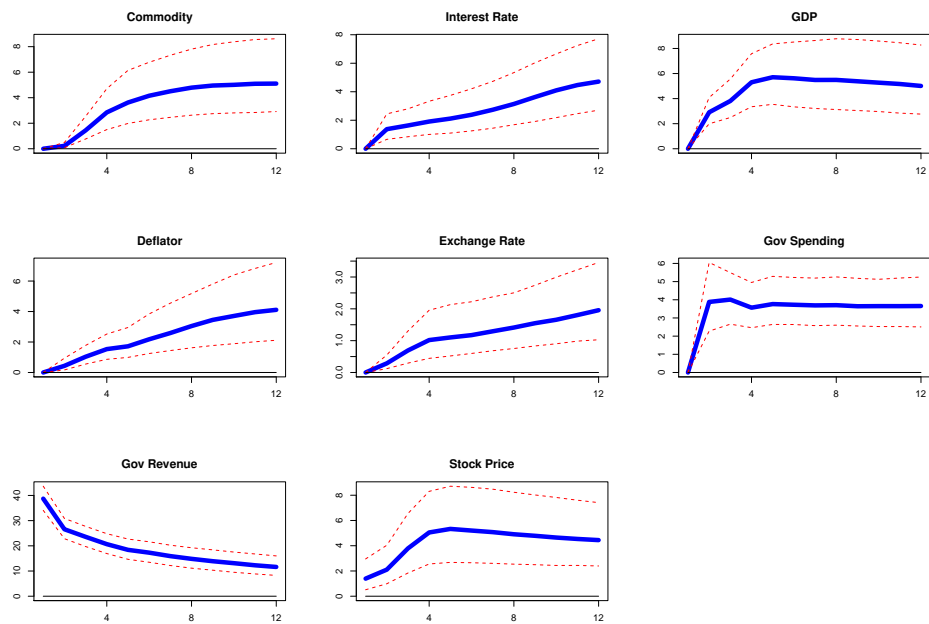 Commodity
0 2 4 6 8
4 8 12
Interest Rate
0 2 4 6 8
4 8 12
GDP
0 2 4 6 8
4 8 12
Deflator
0 2 4 6
4 8 12
Exchange Rate
0.0 1.0 2.0 3.0
4 8 12
Gov Spending
0 1 2 3 4 5 6
4 8 12
Gov Revenue
0 10 20 30 40
4 8 12
Stock Price
0 2 4 6 8
4 8 12